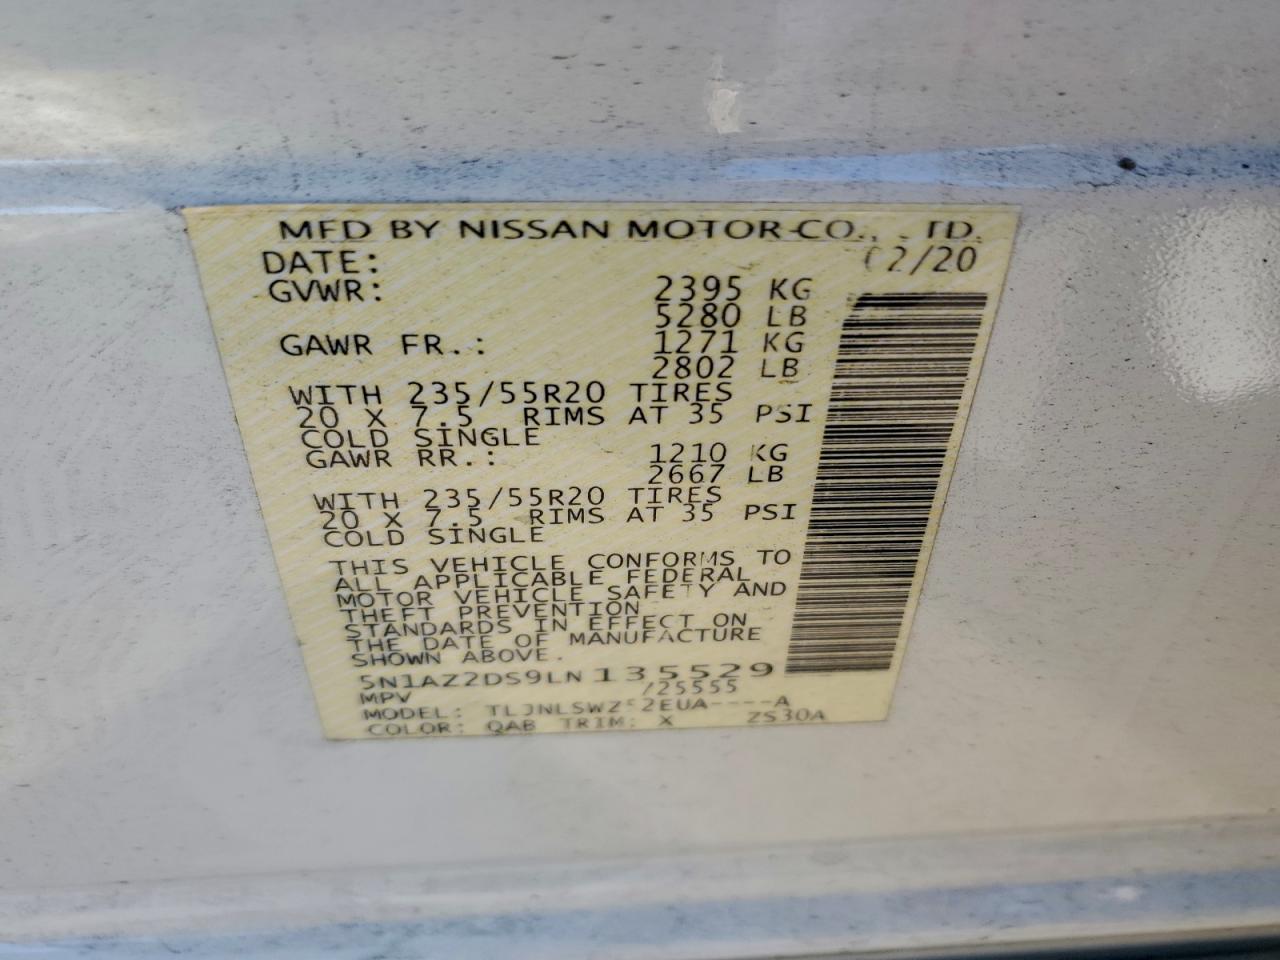 MFD BY NISSAN MOTOR CO., LTD.
DATE: 02/20
GVWR: 2395 KG
5280 LB
GAWR FR.: 1271 KG
2802 LB
WITH 235/55R20 TIRES
20 X 7.5 RIMS AT 35 PSI
COLD SINGLE
GAWR RR.: 1210 KG
2667 LB
WITH 235/55R20 TIRES
20 X 7.5 RIMS AT 35 PSI
COLD SINGLE
THIS VEHICLE CONFORMS TO
ALL APPLICABLE FEDERAL
MOTOR VEHICLE SAFETY AND
THEFT PREVENTION
STANDARDS IN EFFECT ON
THE DATE OF MANUFACTURE
SHOWN ABOVE.
5N1AZ2DS9LN135529
MPV /25555
MODEL: A
COLOR: QAB TRIM: X ZS30A